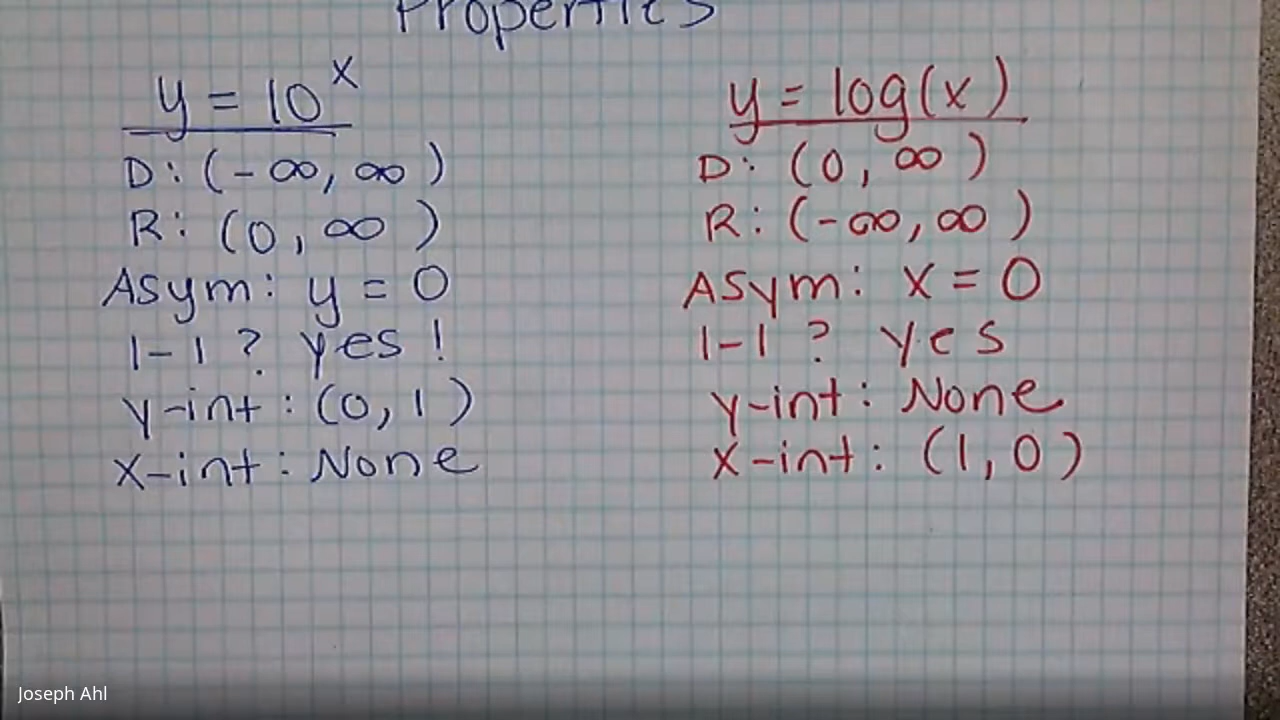 Properties
y = 10^x
D: (-∞, ∞)
R: (0, ∞)
Asym: y = 0
1-1 ? yes !
y-int: (0, 1)
x-int: None
y = log(x)
D: (0, ∞)
R: (-∞, ∞)
Asym: x = 0
1-1 ? yes
y-int: None
x-int: (1, 0)
Joseph Ahl